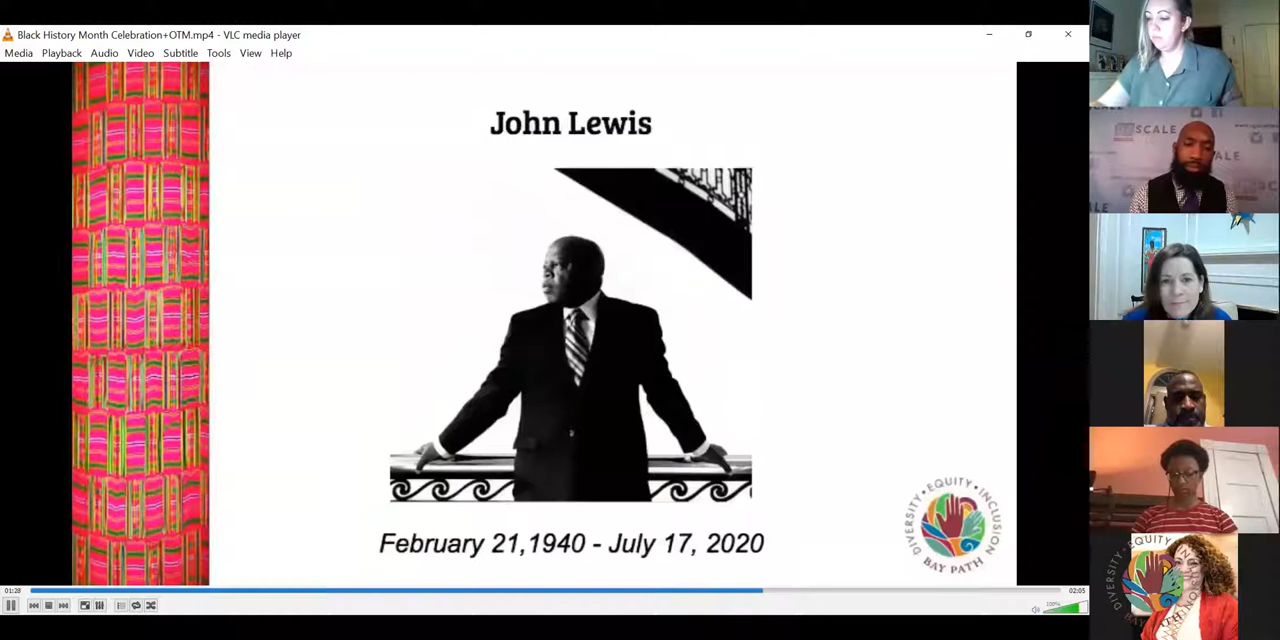 Black History Month Celebration+OTM.mp4 - VLC media player
Media Playback Audio Video Subtitle Tools View Help
John Lewis
February 21,1940 - July 17, 2020
DIVERSITY • EQUITY • INCLUSION
BAY PATH
01:28
02:05
100%
SCALE